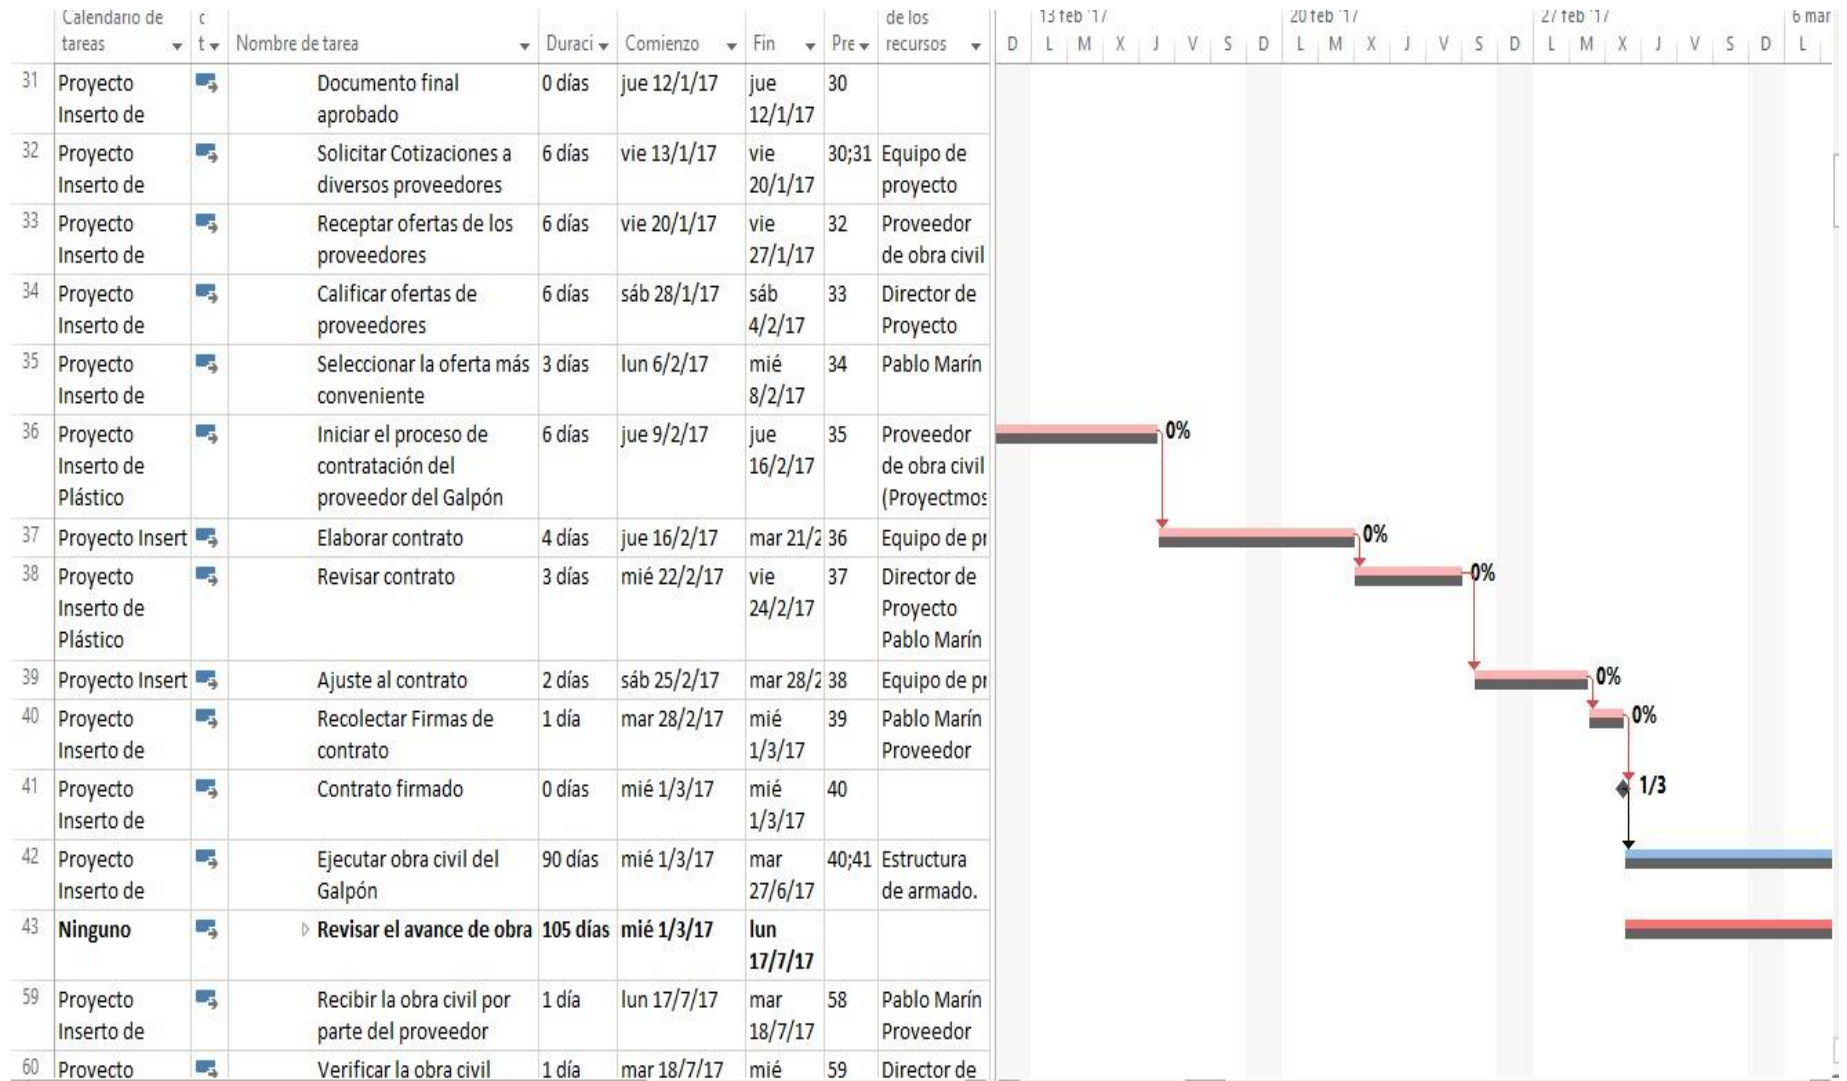 Calendario de tareas c t Nombre de tarea Duraci Comienzo Fin Pre de los recursos
13 feb '17 20 feb '17 27 feb '17 6 mar
D L M X J V S D L M X J V S D L M X J V S D L
31 Proyecto Inserto de Documento final aprobado 0 días jue 12/1/17 jue 12/1/17 30
32 Proyecto Inserto de Solicitar Cotizaciones a diversos proveedores 6 días vie 13/1/17 vie 20/1/17 30;31 Equipo de proyecto
33 Proyecto Inserto de Receptar ofertas de los proveedores 6 días vie 20/1/17 vie 27/1/17 32 Proveedor de obra civil
34 Proyecto Inserto de Calificar ofertas de proveedores 6 días sáb 28/1/17 sáb 4/2/17 33 Director de Proyecto
35 Proyecto Inserto de Seleccionar la oferta más conveniente 3 días lun 6/2/17 mié 8/2/17 34 Pablo Marín
36 Proyecto Inserto de Plástico Iniciar el proceso de contratación del proveedor del Galpón 6 días jue 9/2/17 jue 16/2/17 35 Proveedor de obra civil (Proyectmos 0%
37 Proyecto Insert Elaborar contrato 4 días jue 16/2/17 mar 21/2 36 Equipo de pr 0%
38 Proyecto Inserto de Plástico Revisar contrato 3 días mié 22/2/17 vie 24/2/17 37 Director de Proyecto Pablo Marín 0%
39 Proyecto Insert Ajuste al contrato 2 días sáb 25/2/17 mar 28/2 38 Equipo de pr 0%
40 Proyecto Inserto de Recolectar Firmas de contrato 1 día mar 28/2/17 mié 1/3/17 39 Pablo Marín Proveedor 0%
41 Proyecto Inserto de Contrato firmado 0 días mié 1/3/17 mié 1/3/17 40 1/3
42 Proyecto Inserto de Ejecutar obra civil del Galpón 90 días mié 1/3/17 mar 27/6/17 40;41 Estructura de armado.
43 Ninguno Revisar el avance de obra 105 días mié 1/3/17 lun 17/7/17
59 Proyecto Inserto de Recibir la obra civil por parte del proveedor 1 día lun 17/7/17 mar 18/7/17 58 Pablo Marín Proveedor
60 Proyecto Verificar la obra civil 1 día mar 18/7/17 mié 59 Director de